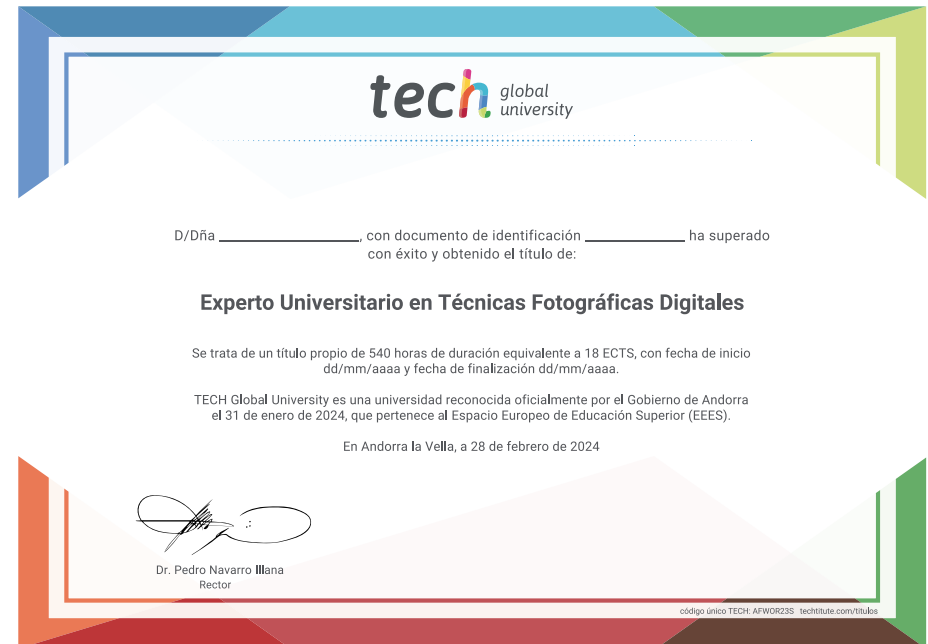 tech global university
D/Dña ________________, con documento de identificación ____________ ha superado
con éxito y obtenido el título de:
Experto Universitario en Técnicas Fotográficas Digitales
Se trata de un título propio de 540 horas de duración equivalente a 18 ECTS, con fecha de inicio
dd/mm/aaaa y fecha de finalización dd/mm/aaaa.
TECH Global University es una universidad reconocida oficialmente por el Gobierno de Andorra
el 31 de enero de 2024, que pertenece al Espacio Europeo de Educación Superior (EEES).
En Andorra la Vella, a 28 de febrero de 2024
Dr. Pedro Navarro Illana
Rector
código único TECH: AFWOR23S techtitute.com/titulos